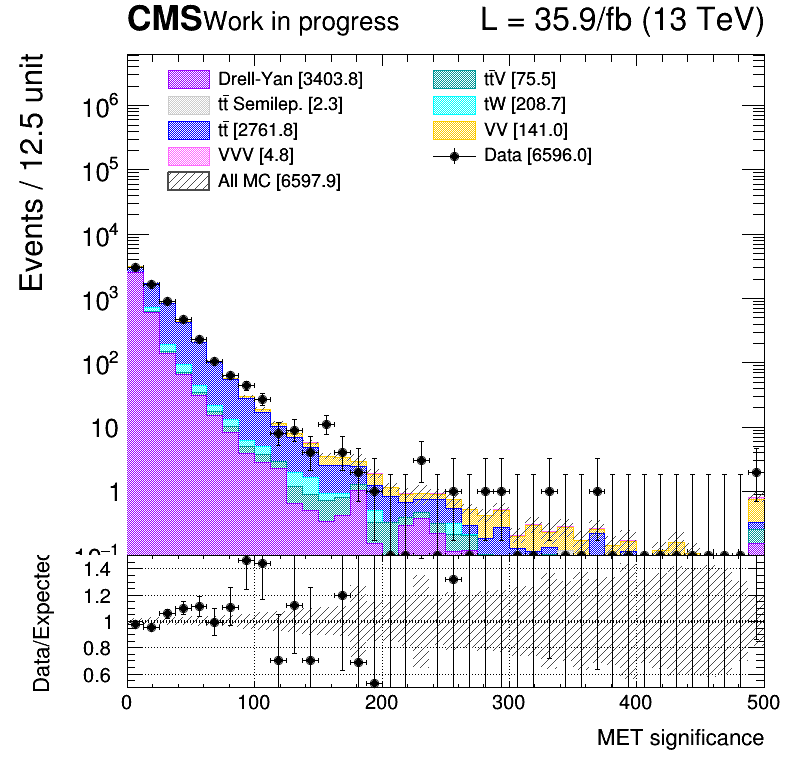 CMS Work in progress L = 35.9/fb (13 TeV)
Events / 12.5 unit
Drell-Yan [3403.8] tt̄V [75.5]
tt̄ Semilep. [2.3] tW [208.7]
tt̄ [2761.8] VV [141.0]
VVV [4.8] Data [6596.0]
All MC [6597.9]
10⁶
10⁵
10⁴
10³
10²
10
1
10⁻¹
Data/Expected
1.4
1.2
1
0.8
0.6
0 100 200 300 400 500
MET significance